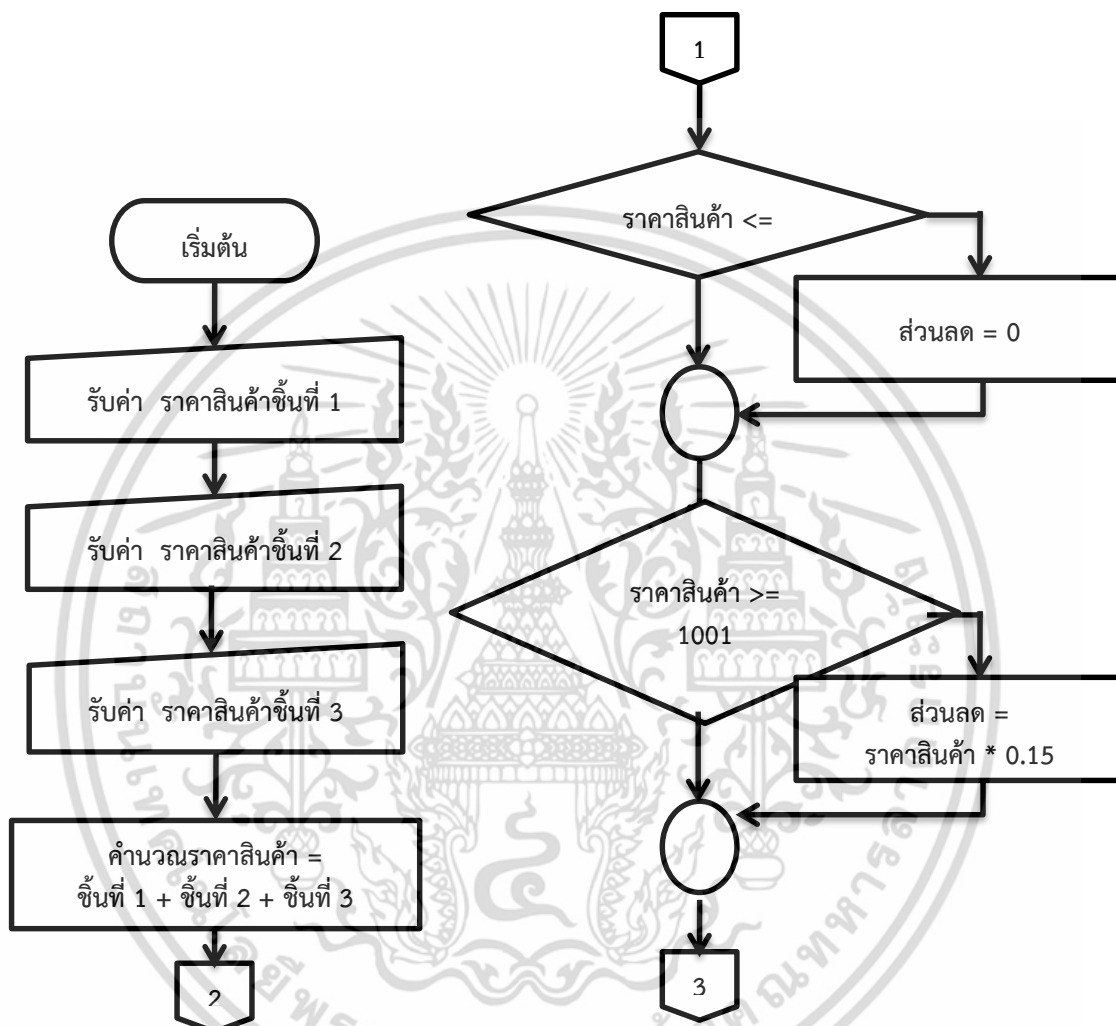 เริ่มต้น
รับค่า ราคาสินค้าชิ้นที่ 1
รับค่า ราคาสินค้าชิ้นที่ 2
รับค่า ราคาสินค้าชิ้นที่ 3
คำนวณราคาสินค้า =
ชิ้นที่ 1 + ชิ้นที่ 2 + ชิ้นที่ 3
2
1
ราคาสินค้า <=
ส่วนลด = 0
ราคาสินค้า >=
1001
ส่วนลด =
ราคาสินค้า * 0.15
3